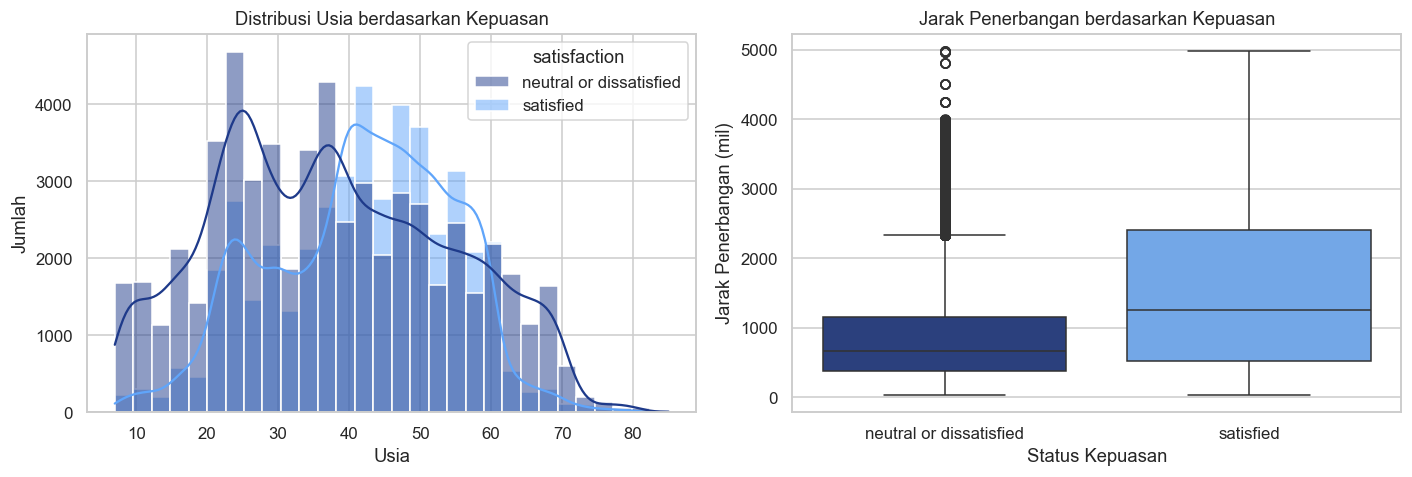 Distribusi Usia berdasarkan Kepuasan
satisfaction
neutral or dissatisfied
satisfied
Jumlah
4000
3000
2000
1000
0
10 20 30 40 50 60 70 80
Usia
Jarak Penerbangan berdasarkan Kepuasan
Jarak Penerbangan (mil)
5000
4000
3000
2000
1000
0
neutral or dissatisfied satisfied
Status Kepuasan